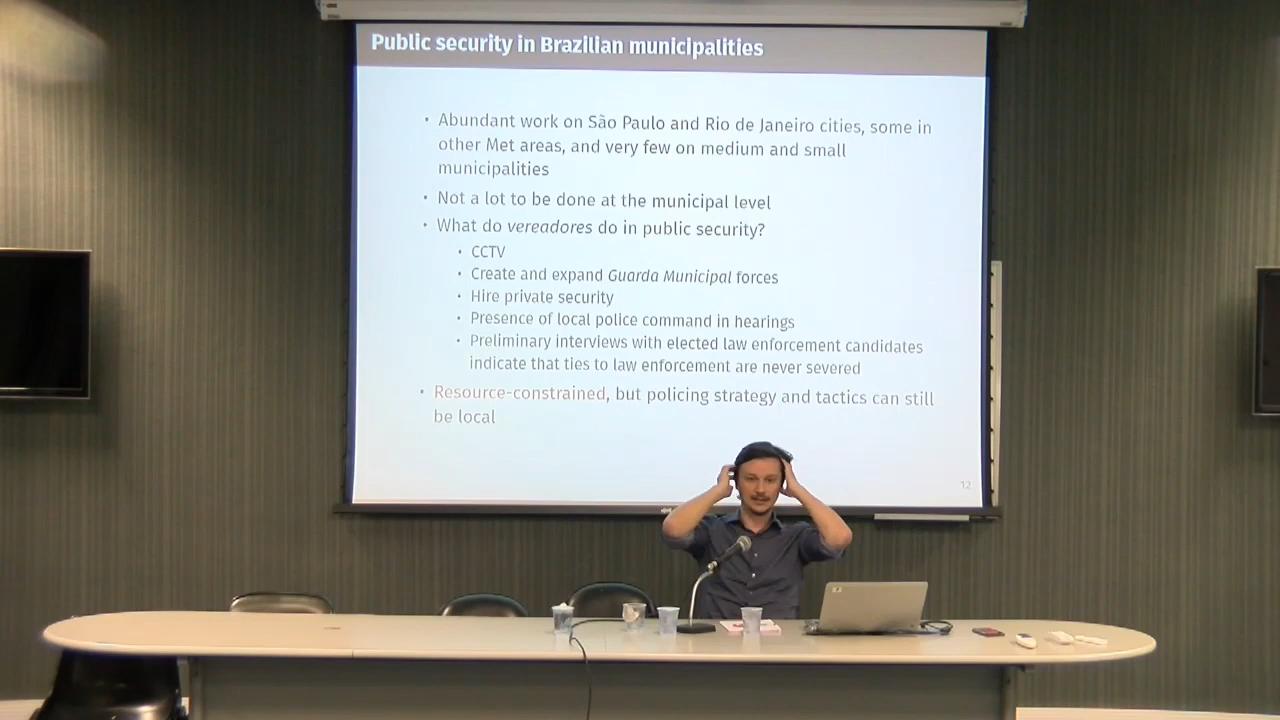 Public security in Brazilian municipalities
• Abundant work on São Paulo and Rio de Janeiro cities, some in
other Met areas, and very few on medium and small
municipalities
• Not a lot to be done at the municipal level
• What do vereadores do in public security?
• CCTV
• Create and expand Guarda Municipal forces
• Hire private security
• Presence of local police command in hearings
• Preliminary interviews with elected law enforcement candidates
indicate that ties to law enforcement are never severed
• Resource-constrained, but policing strategy and tactics can still
be local
12